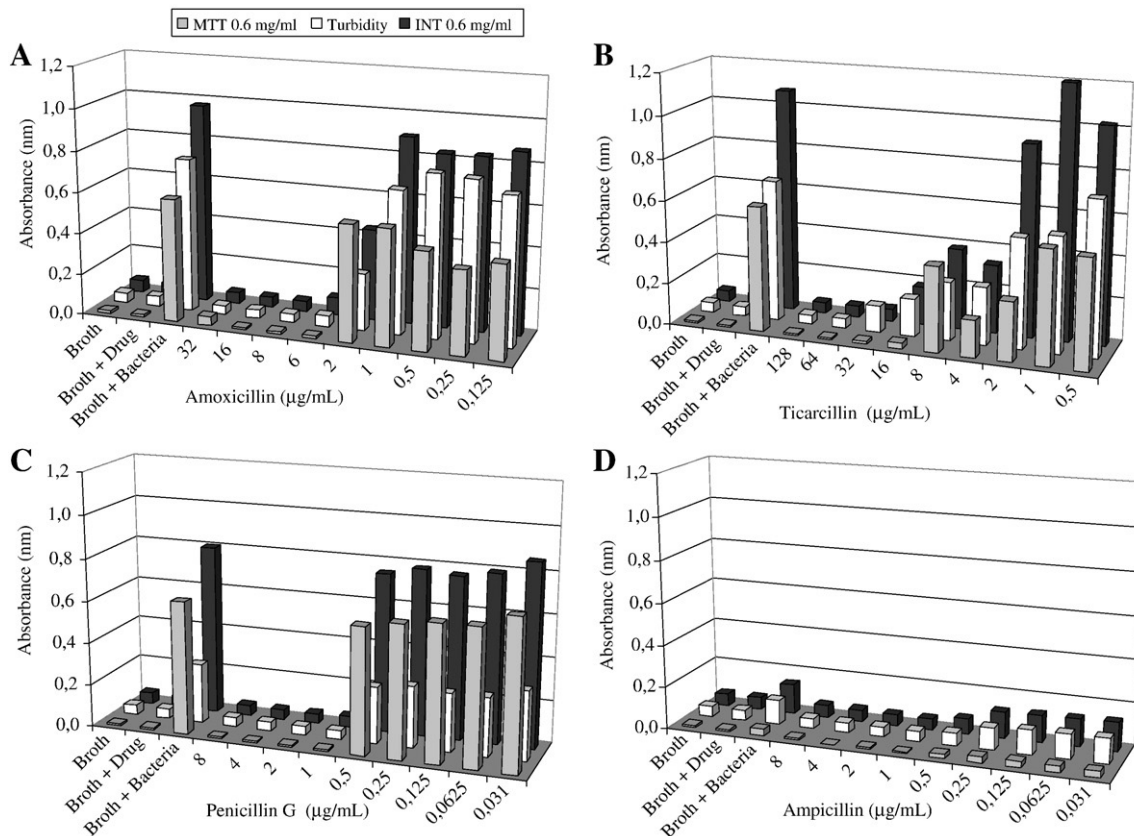 MTT 0.6 mg/ml Turbidity INT 0.6 mg/ml
A
1,2
1,0
0,8
0,6
0,4
0,2
0,0
Absorbance (nm)
Broth
Broth + Drug
Broth + Bacteria
32
16
8
6
2
1
0,5
0,25
0,125
Amoxicillin (µg/mL)
B
1,2
1,0
0,8
0,6
0,4
0,2
0,0
Absorbance (nm)
Broth
Broth + Drug
Broth + Bacteria
128
64
32
16
8
4
2
1
0,5
Ticarcillin (µg/mL)
C
1,2
1,0
0,8
0,6
0,4
0,2
0,0
Absorbance (nm)
Broth
Broth + Drug
Broth + Bacteria
8
4
2
1
0,5
0,25
0,125
0,0625
0,031
Penicillin G (µg/mL)
D
1,2
1,0
0,8
0,6
0,4
0,2
0,0
Absorbance (nm)
Broth
Broth + Drug
Broth + Bacteria
8
4
2
1
0,5
0,25
0,125
0,0625
0,031
Ampicillin (µg/mL)